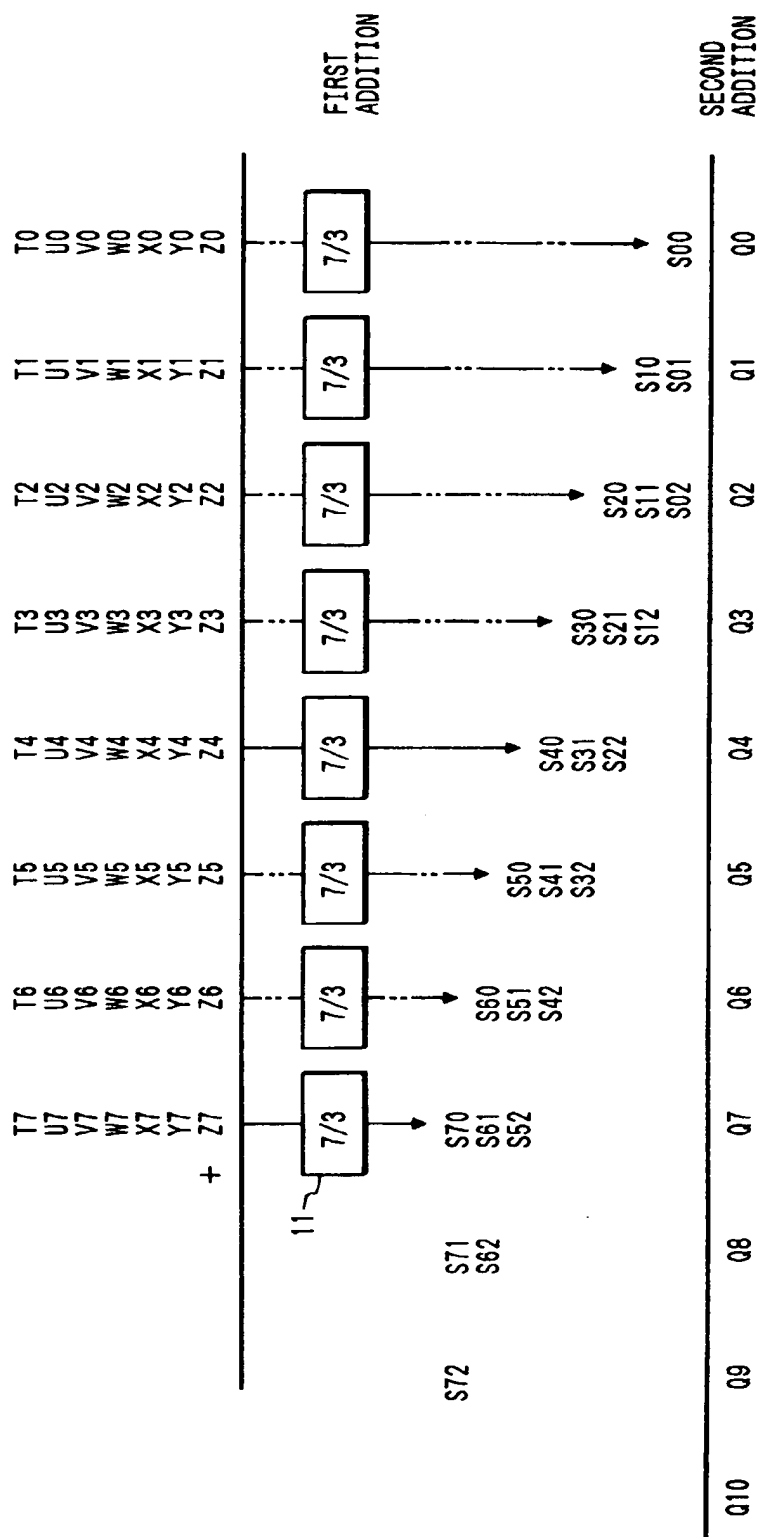 T7 T6 T5 T4 T3 T2 T1 T0
U7 U6 U5 U4 U3 U2 U1 U0
V7 V6 V5 V4 V3 V2 V1 V0
W7 W6 W5 W4 W3 W2 W1 W0
X7 X6 X5 X4 X3 X2 X1 X0
Y7 Y6 Y5 Y4 Y3 Y2 Y1 Y0
+ Z7 Z6 Z5 Z4 Z3 Z2 Z1 Z0
11 7/3 7/3 7/3 7/3 7/3 7/3 7/3 7/3
FIRST
ADDITION
S72 S71 S70 S60 S50 S40 S30 S20 S10 S00
S62 S61 S51 S41 S31 S21 S11 S01
S52 S42 S32 S22 S12 S02
SECOND
ADDITION
Q10 Q9 Q8 Q7 Q6 Q5 Q4 Q3 Q2 Q1 Q0